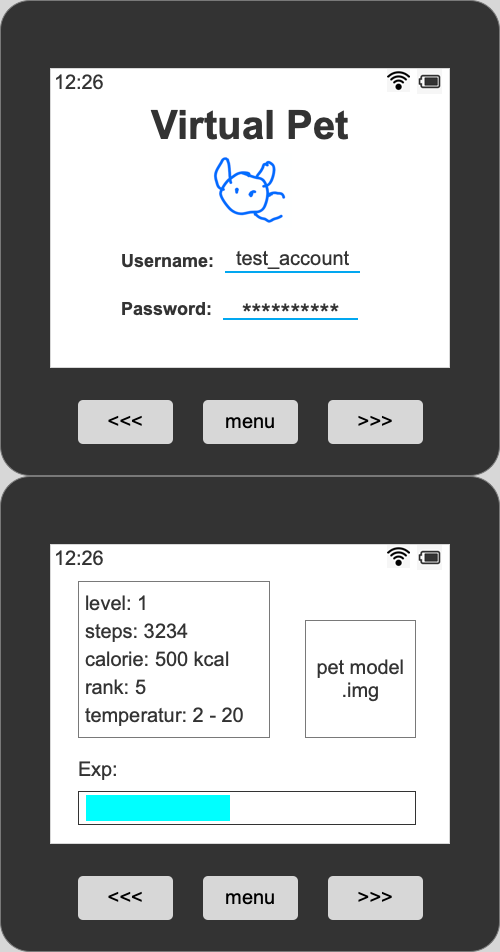 12:26
Virtual Pet
Username: test_account
Password: **********
<<< menu >>>
12:26
level: 1
steps: 3234
calorie: 500 kcal
rank: 5
temperatur: 2 - 20
pet model
.img
Exp:
<<< menu >>>